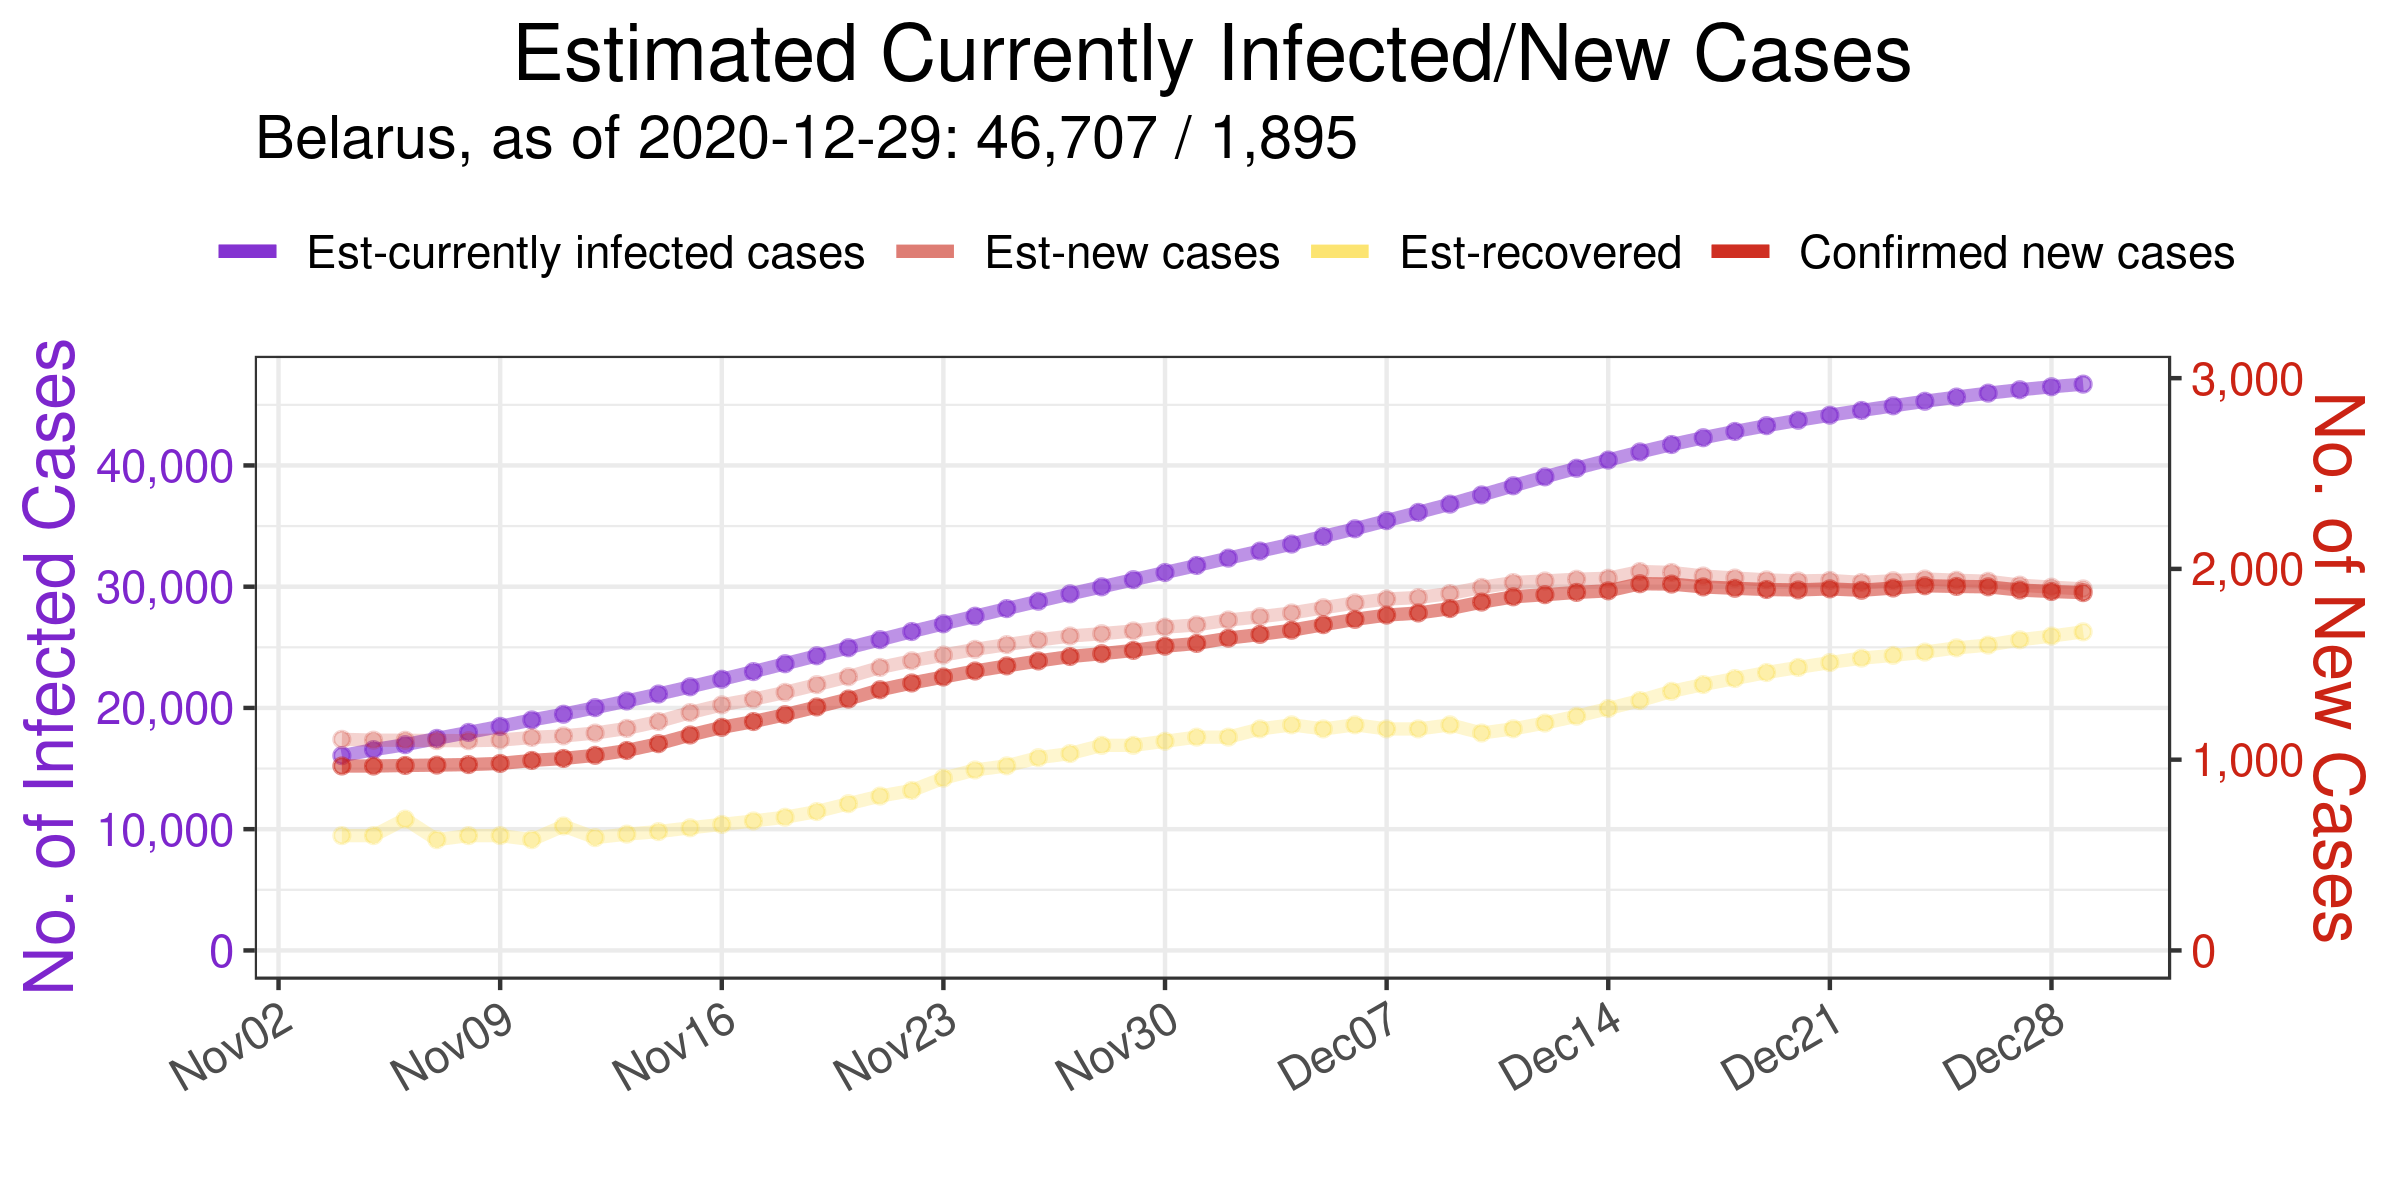 Estimated Currently Infected/New Cases
Belarus, as of 2020-12-29: 46,707 / 1,895
Est-currently infected cases Est-new cases Est-recovered Confirmed new cases
No. of Infected Cases
40,000
30,000
20,000
10,000
0
3,000
2,000
1,000
0
No. of New Cases
Nov02 Nov09 Nov16 Nov23 Nov30 Dec07 Dec14 Dec21 Dec28